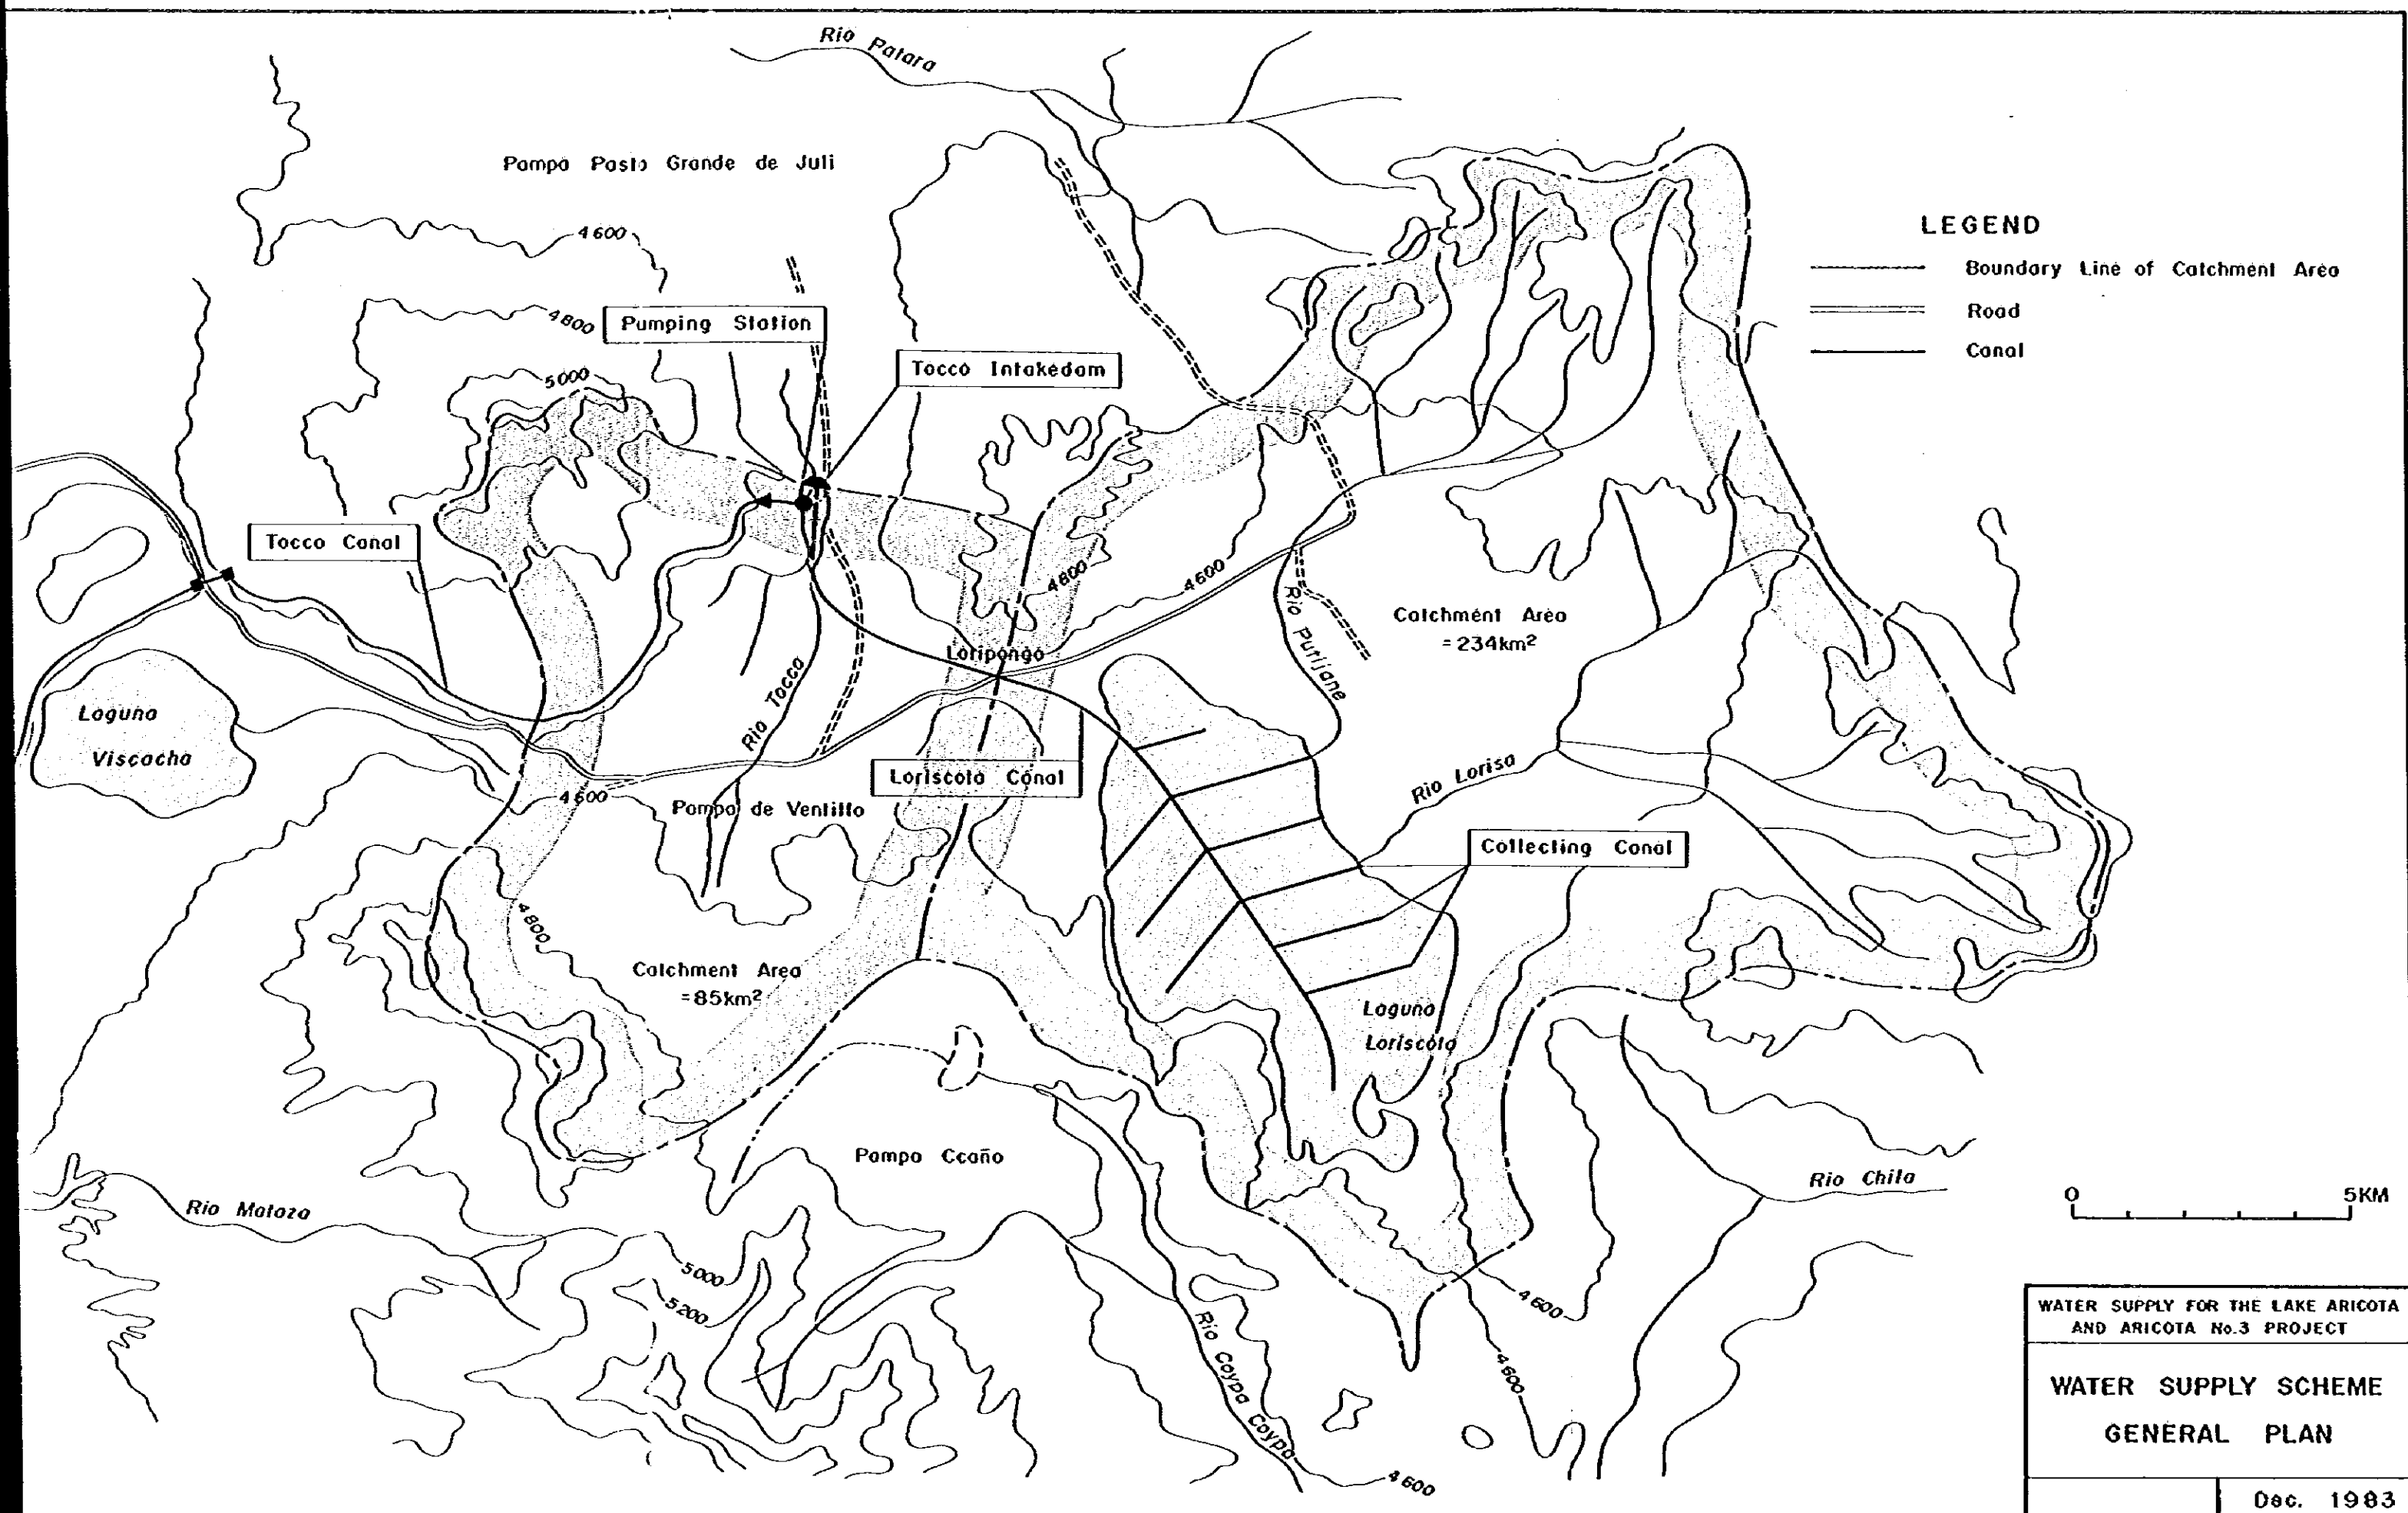 Rio Patara
Pampa Pasto Grande de Juli
4600
LEGEND
Boundary Line of Catchment Area
Road
Canal
4800
Pumping Station
Tocco Intakedam
5000
Tocco Canal
4800
4600
Rio Putijane
Catchment Area
=234km²
Loripongo
Rio Tocco
Laguna
Viscacha
Loriscota Canal
Rio Lorisa
4600
Pampa de Ventillo
Collecting Canal
4800
Catchment Area
=85km²
Laguna
Loriscota
Pampa Ccaño
Rio Chila
0 5KM
Rio Mataza
5000
5200
4600
Rio Coypa Coypa
4600
4600
WATER SUPPLY FOR THE LAKE ARICOTA
AND ARICOTA No.3 PROJECT
WATER SUPPLY SCHEME
GENERAL PLAN
Dec. 1983